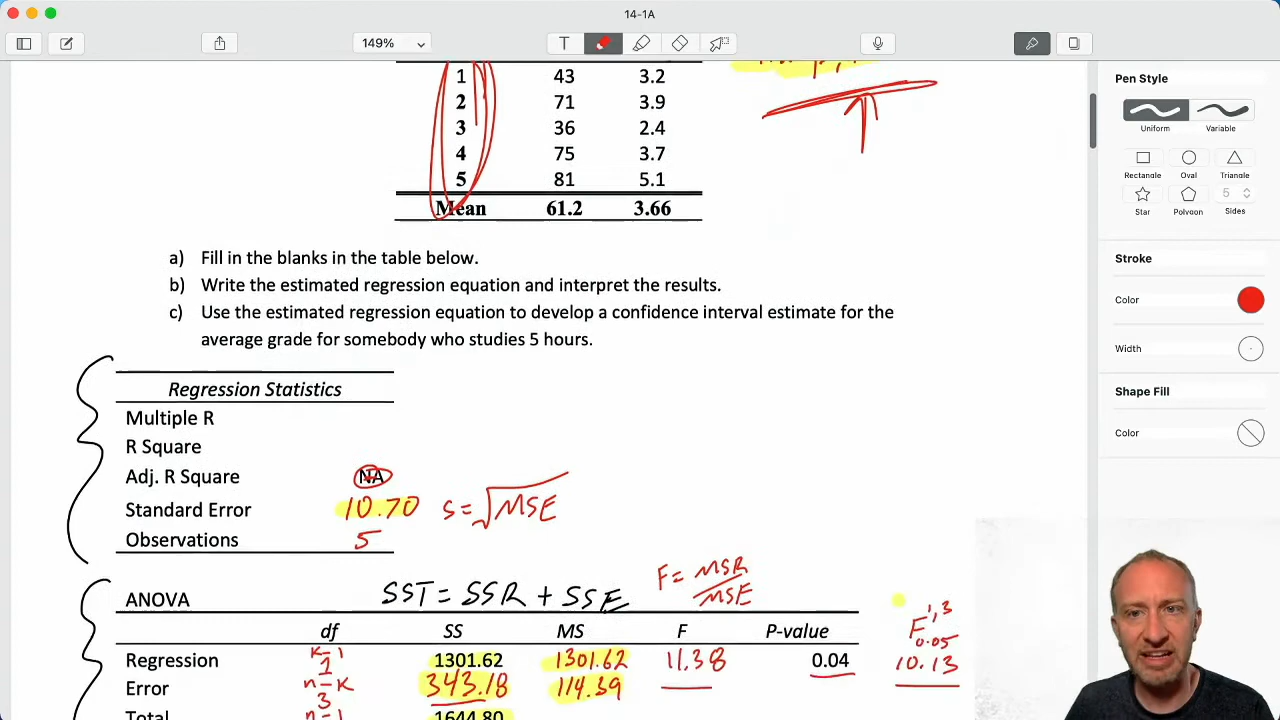 14-1A
149%
T
Pen Style
Uniform Variable
Rectangle Oval Triangle
Star Polygon Sides
5
Stroke
Color
Width
Shape Fill
Color
1 43 3.2
2 71 3.9
3 36 2.4
4 75 3.7
5 81 5.1
Mean 61.2 3.66
a) Fill in the blanks in the table below.
b) Write the estimated regression equation and interpret the results.
c) Use the estimated regression equation to develop a confidence interval estimate for the
average grade for somebody who studies 5 hours.
Regression Statistics
Multiple R
R Square
Adj. R Square NA
Standard Error 10.70 s = √MSE
Observations 5
ANOVA SST = SSR + SSE F = MSR/MSE
df SS MS F P-value F 1,3 0.05
k-1
Regression 1 1301.62 1301.62 11.38 0.04 10.13
n-k
Error 3 343.18 114.39
Total n-1 1644.80